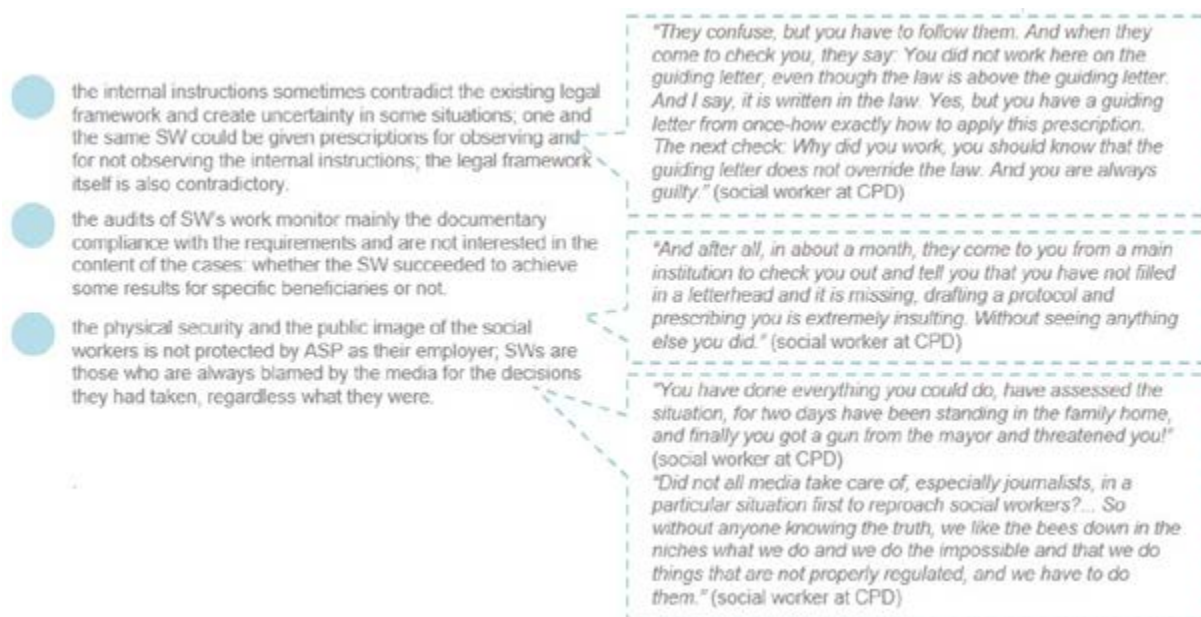 the internal instructions sometimes contradict the existing legal
framework and create uncertainty in some situations; one and
the same SW could be given prescriptions for observing and
for not observing the internal instructions; the legal framework
itself is also contradictory.
the audits of SW's work monitor mainly the documentary
compliance with the requirements and are not interested in the
content of the cases: whether the SW succeeded to achieve
some results for specific beneficiaries or not.
the physical security and the public image of the social
workers is not protected by ASP as their employer; SWs are
those who are always blamed by the media for the decisions
they had taken, regardless what they were.
"They confuse, but you have to follow them. And when they
come to check you, they say: You did not work here on the
guiding letter, even though the law is above the guiding letter.
And I say, it is written in the law. Yes, but you have a guiding
letter from once-how exactly how to apply this prescription.
The next check: Why did you work, you should know that the
guiding letter does not override the law. And you are always
guilty." (social worker at CPD)
"And after all, in about a month, they come to you from a main
institution to check you out and tell you that you have not filled
in a letterhead and it is missing, drafting a protocol and
prescribing you is extremely insulting. Without seeing anything
else you did." (social worker at CPD)
"You have done everything you could do, have assessed the
situation, for two days have been standing in the family home,
and finally you got a gun from the mayor and threatened you!"
(social worker at CPD)
"Did not all media take care of, especially journalists, in a
particular situation first to reproach social workers?... So
without anyone knowing the truth, we like the bees down in the
niches what we do and we do the impossible and that we do
things that are not properly regulated, and we have to do
them." (social worker at CPD)